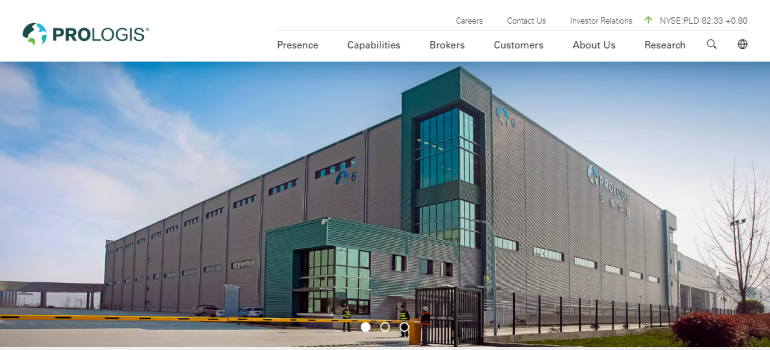 Careers Contact Us Investor Relations NYSE:PLD 82.33 +0.80
PROLOGIS®
Presence Capabilities Brokers Customers About Us Research
6
6
PROLOGIS